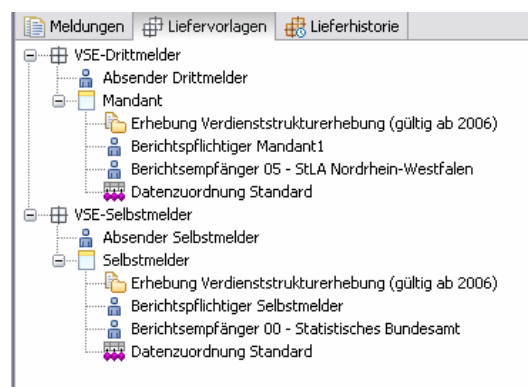 Meldungen Liefervorlagen Lieferhistorie
VSE-Drittmelder
Absender Drittmelder
Mandant
Erhebung Verdienststrukturerhebung (gültig ab 2006)
Berichtspflichtiger Mandant1
Berichtsempfänger 05 - StLA Nordrhein-Westfalen
Datenzuordnung Standard
VSE-Selbstmelder
Absender Selbstmelder
Selbstmelder
Erhebung Verdienststrukturerhebung (gültig ab 2006)
Berichtspflichtiger Selbstmelder
Berichtsempfänger 00 - Statistisches Bundesamt
Datenzuordnung Standard